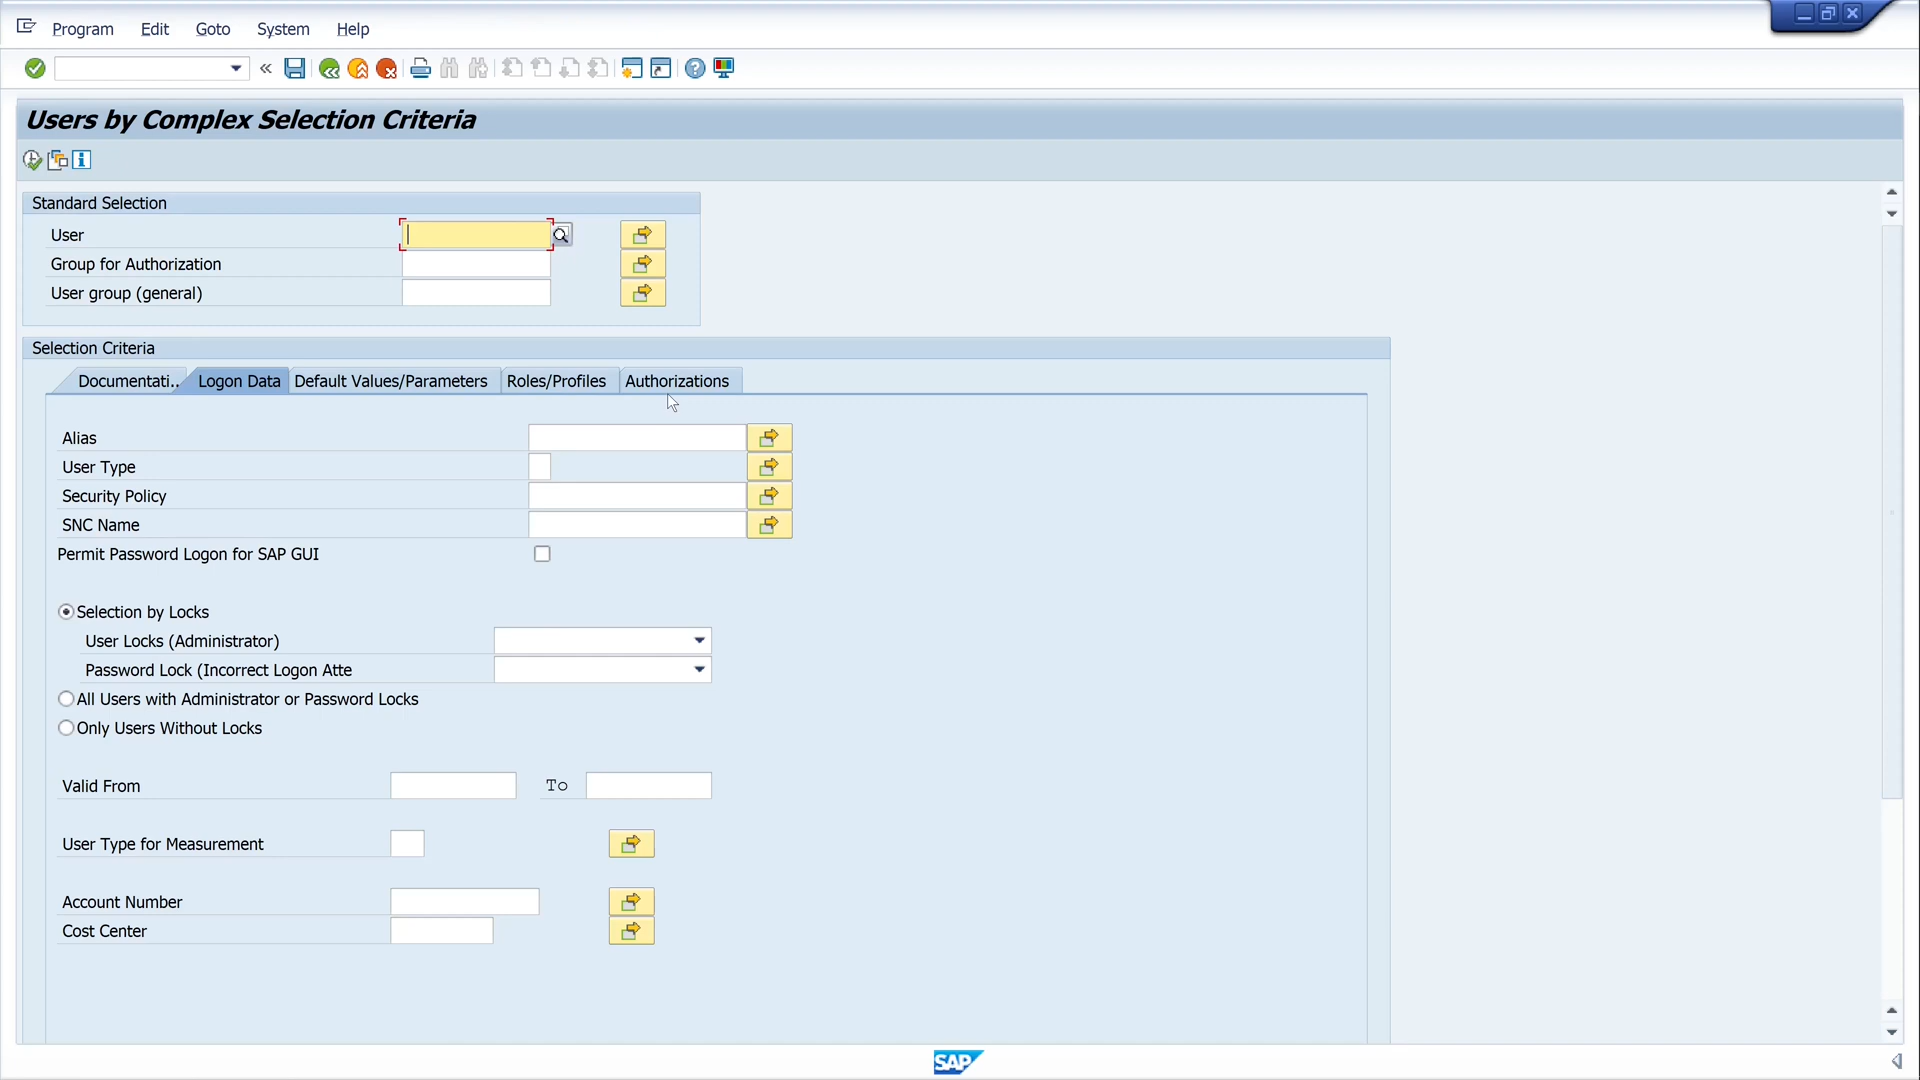 Program Edit Goto System Help
Users by Complex Selection Criteria
Standard Selection
User
Group for Authorization
User group (general)
Selection Criteria
Documentati.. Logon Data Default Values/Parameters Roles/Profiles Authorizations
Alias
User Type
Security Policy
SNC Name
Permit Password Logon for SAP GUI
Selection by Locks
User Locks (Administrator)
Password Lock (Incorrect Logon Atte
All Users with Administrator or Password Locks
Only Users Without Locks
Valid From To
User Type for Measurement
Account Number
Cost Center
SAP